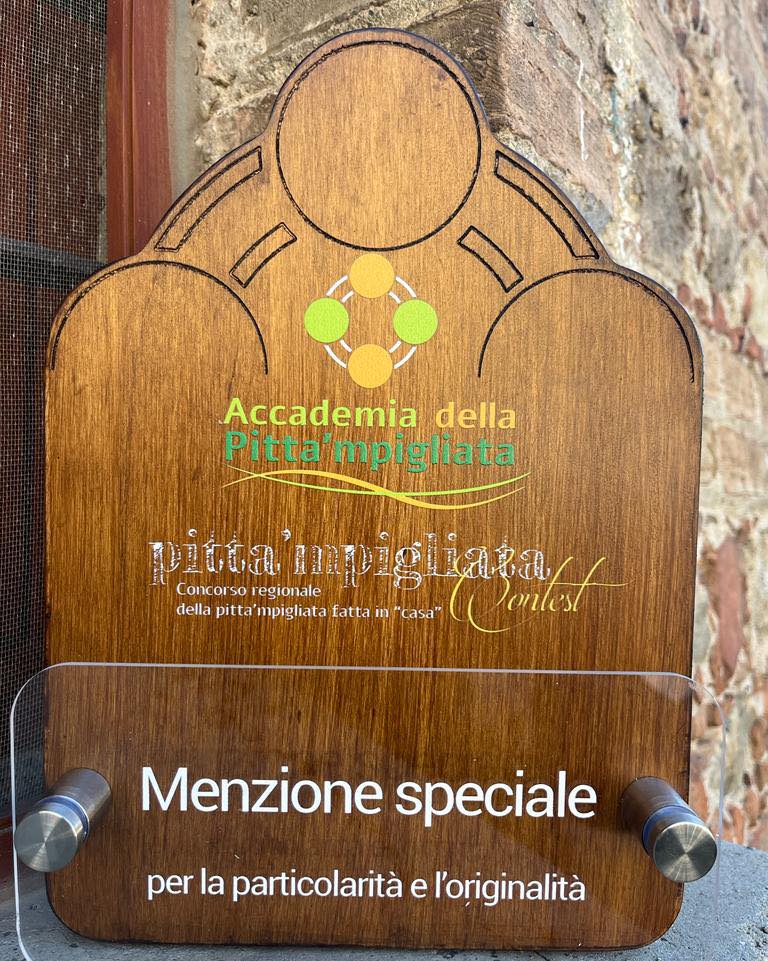 Accademia della
Pitta'mpigliata
pitta'mpigliata
Contest
Concorso regionale
della pitta'mpigliata fatta in “casa”
Menzione speciale
per la particolarità e l'originalità